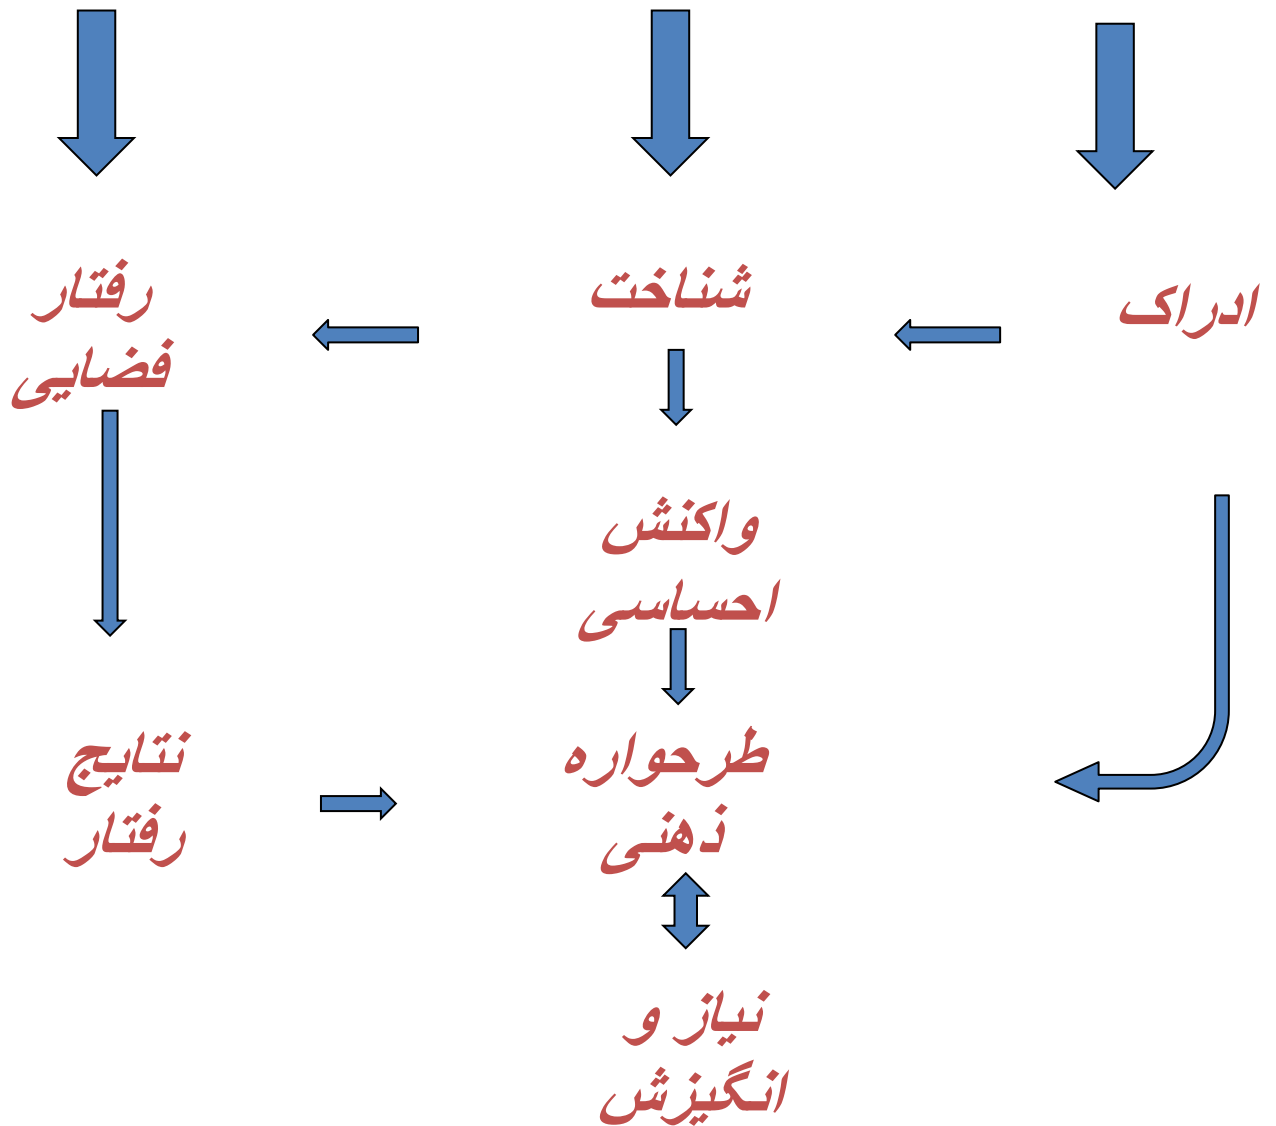 ادراک
شناخت
رفتار
فضایی
واکنش
احساسی
طرحواره
ذهنی
نتایج
رفتار
نیاز و
انگیزش